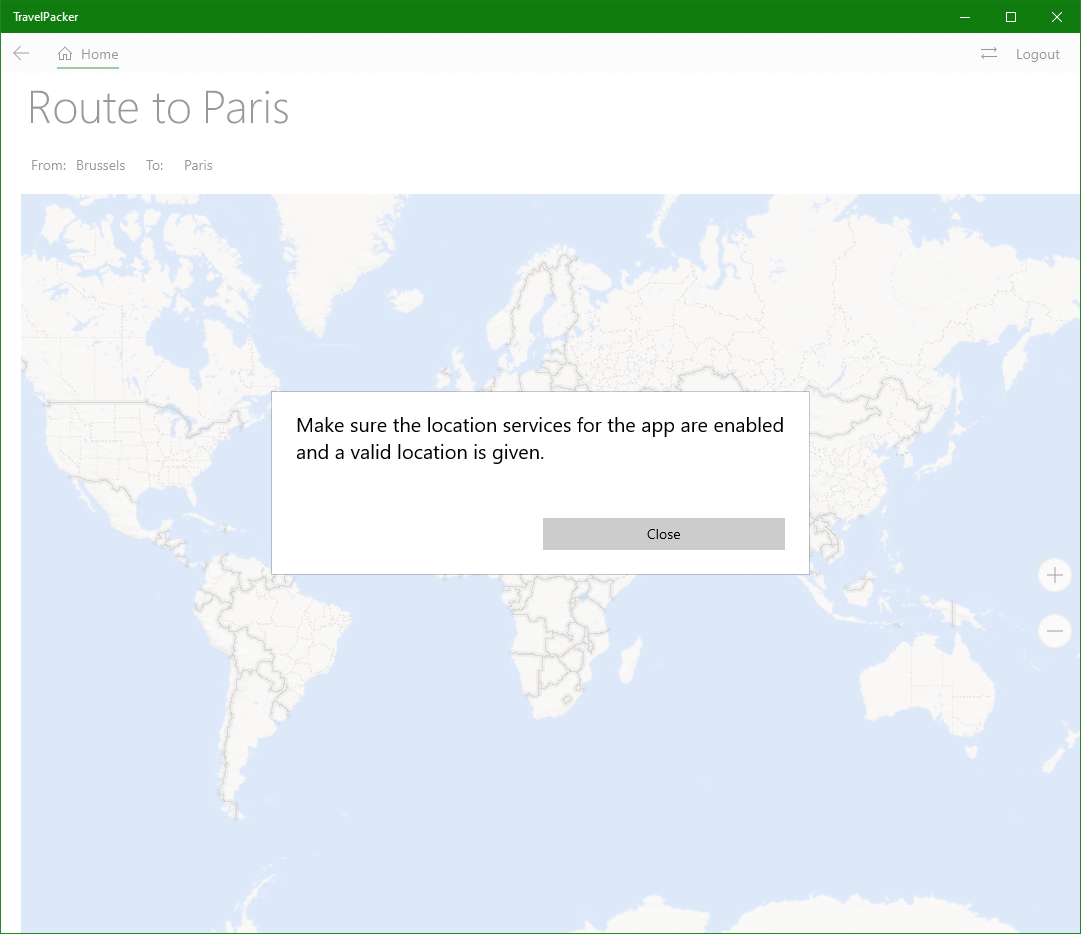 TravelPacker
Home
Logout
Route to Paris
From: Brussels To: Paris
Make sure the location services for the app are enabled
and a valid location is given.
Close